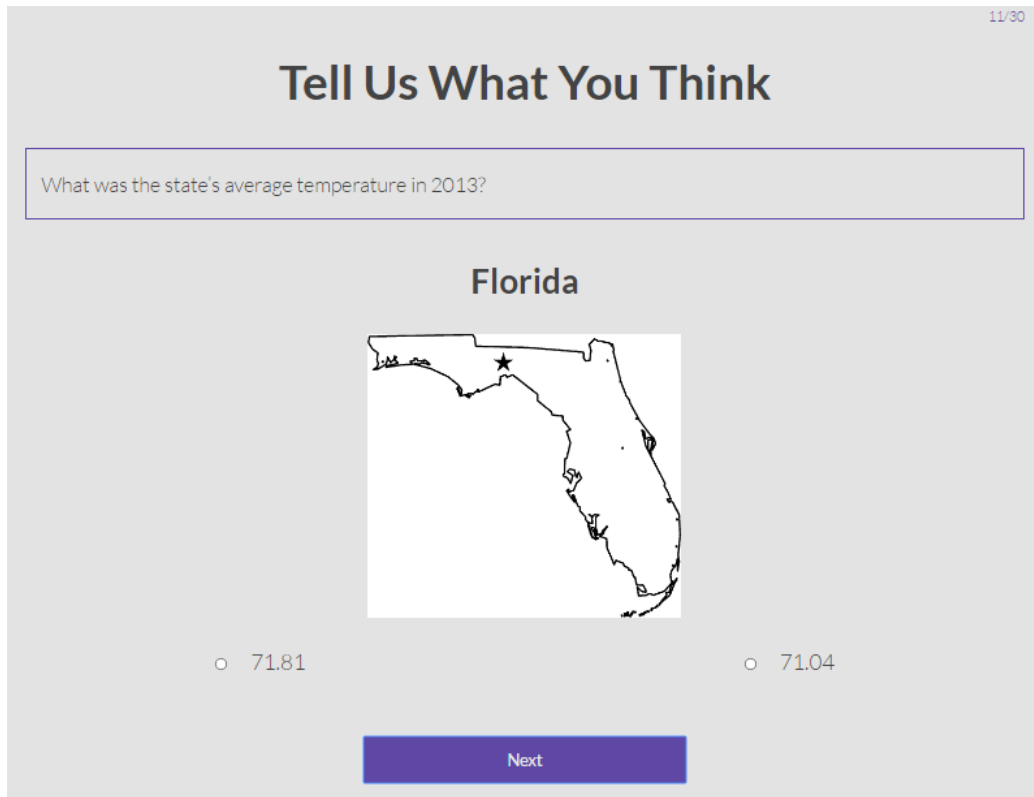 11/30
Tell Us What You Think
What was the state's average temperature in 2013?
Florida
71.81
71.04
Next